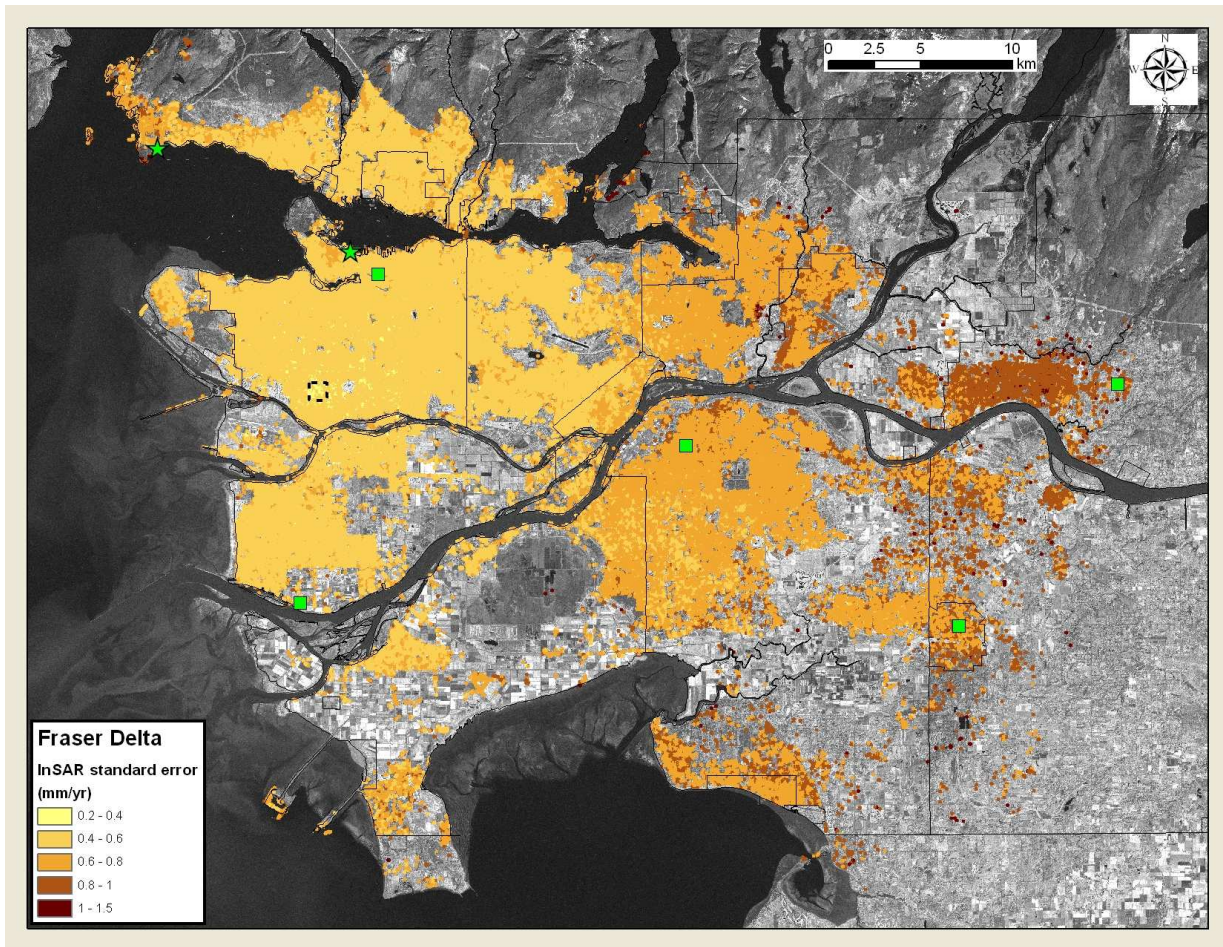 0 2.5 5 10
km
N
W E
S
Fraser Delta
InSAR standard error
(mm/yr)
0.2 - 0.4
0.4 - 0.6
0.6 - 0.8
0.8 - 1
1 - 1.5